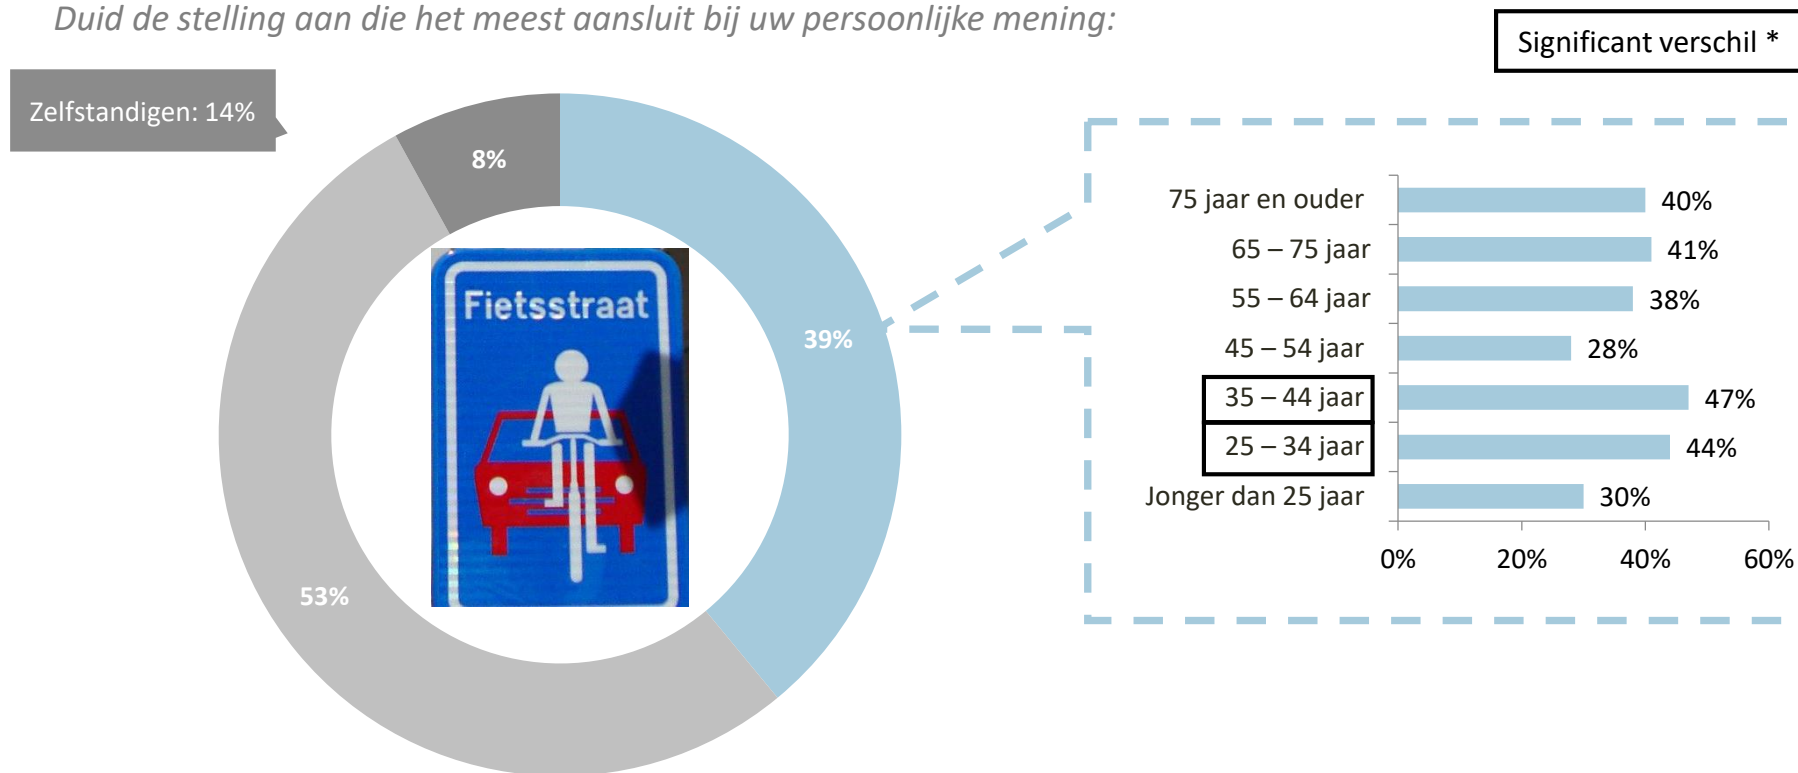 Duid de stelling aan die het meest aansluit bij uw persoonlijke mening:
Significant verschil *
Zelfstandigen: 14%
8%
39%
53%
Fietsstraat
75 jaar en ouder 40%
65 – 75 jaar 41%
55 – 64 jaar 38%
45 – 54 jaar 28%
35 – 44 jaar 47%
25 – 34 jaar 44%
Jonger dan 25 jaar 30%
0% 20% 40% 60%